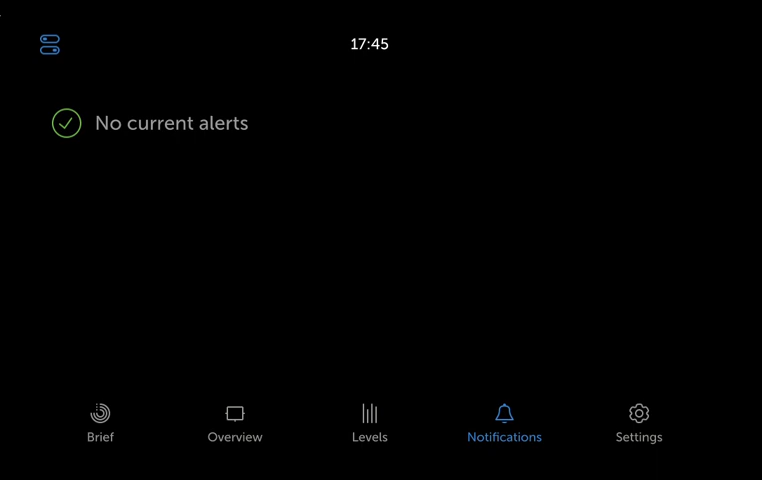 17:45
No current alerts
Brief
Overview
Levels
Notifications
Settings